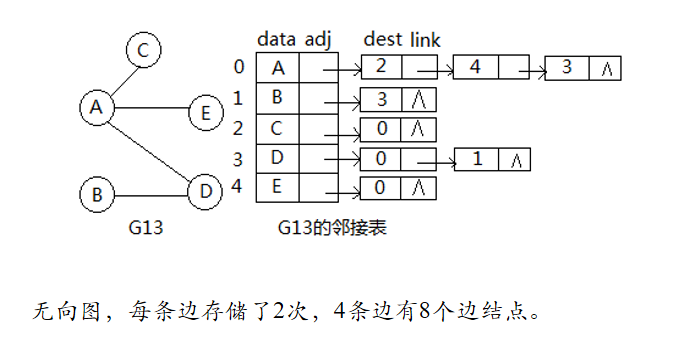 data adj dest link
C
0 A 2 4 3 ∧
A
1 B 3 ∧
E
2 C 0 ∧
3 D 0 1 ∧
B D
4 E 0 ∧
G13 G13的邻接表
无向图，每条边存储了2次，4条边有8个边结点。